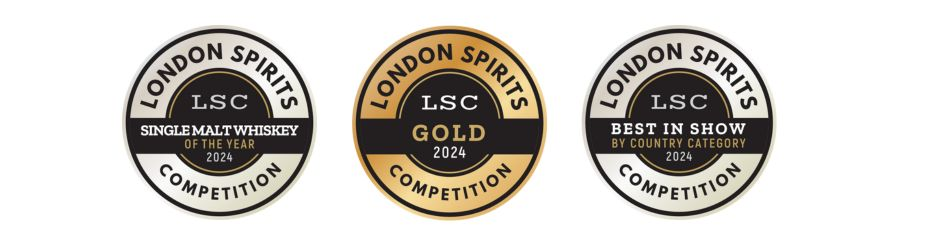 LONDON SPIRITS
LSC
SINGLE MALT WHISKEY
OF THE YEAR
2024
COMPETITION
LONDON SPIRITS
LSC
GOLD
2024
COMPETITION
LONDON SPIRITS
LSC
BEST IN SHOW
BY COUNTRY CATEGORY
2024
COMPETITION